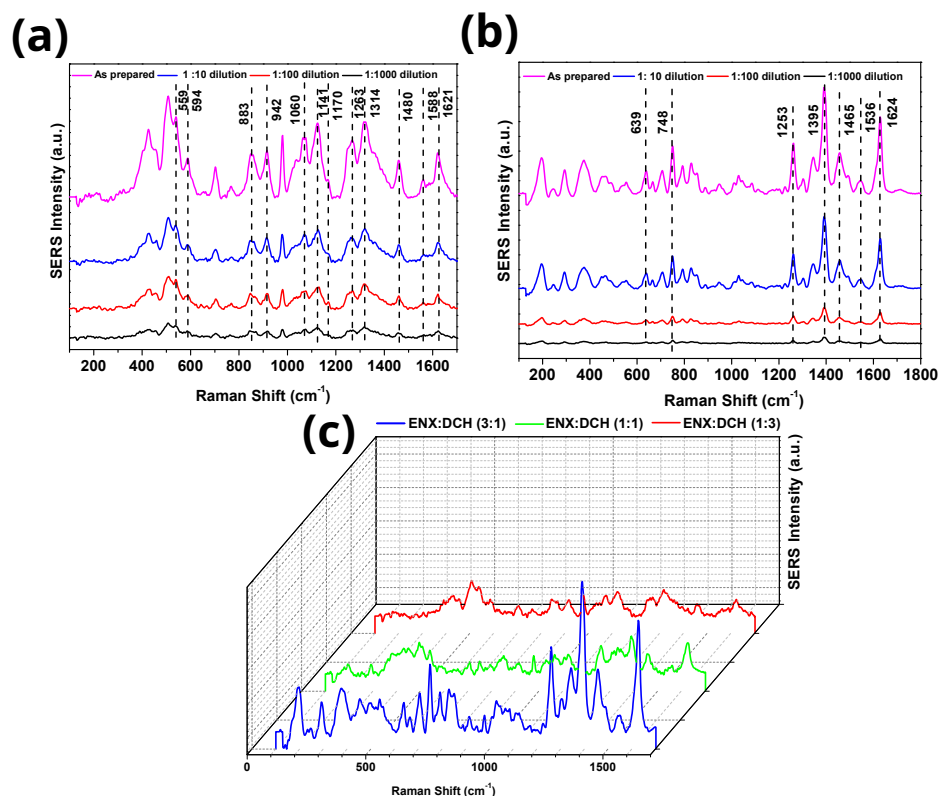 (a)
As prepared 1 :10 dilution 1:100 dilution 1:1000 dilution
559
594
883
942
1060
1141
1170
1263
1314
1480
1588
1621
SERS Intensity (a.u.)
200 400 600 800 1000 1200 1400 1600
Raman Shift (cm⁻¹)
(b)
As prepared 1: 10 dilution 1:100 dilution 1:1000 dilution
639
748
1253
1395
1465
1536
1624
SERS Intensity (a.u.)
200 400 600 800 1000 1200 1400 1600 1800
Raman Shift (cm⁻¹)
(c)
ENX:DCH (3:1) ENX:DCH (1:1) ENX:DCH (1:3)
SERS Intensity (a.u.)
0 500 1000 1500
Raman Shift (cm⁻¹)